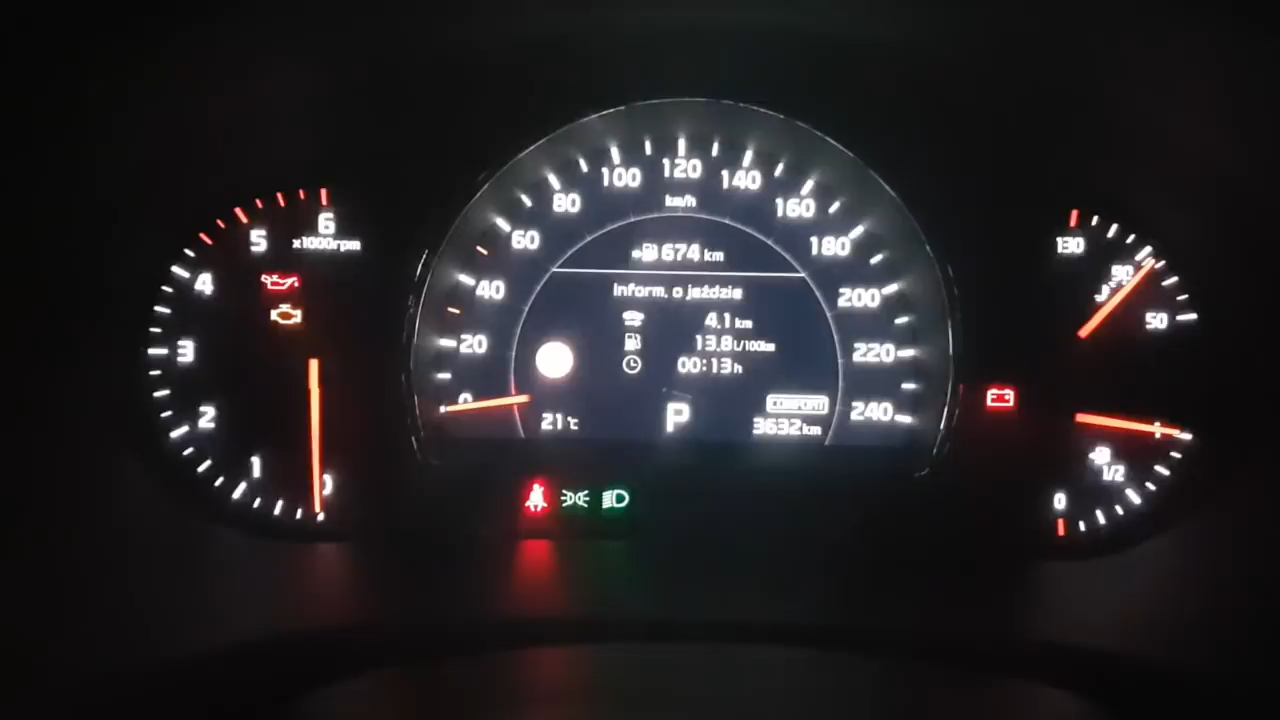 6
x1000rpm
5
4
3
2
1
0
0
20
40
60
80
100
120
140
160
180
200
220
240
km/h
674 km
Inform. o jeździe
4.1 km
13.8 L/100km
00:13 h
COMFORT
21°c
P
3632 km
130
90
50
1/2
0